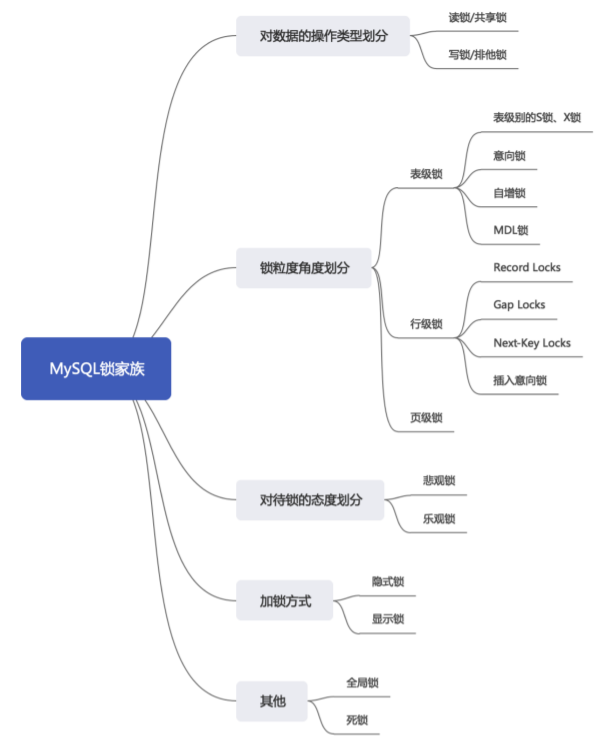 MySQL锁家族
对数据的操作类型划分
读锁/共享锁
写锁/排他锁
锁粒度角度划分
表级锁
表级别的S锁、X锁
意向锁
自增锁
MDL锁
行级锁
Record Locks
Gap Locks
Next-Key Locks
插入意向锁
页级锁
对待锁的态度划分
悲观锁
乐观锁
加锁方式
隐式锁
显示锁
其他
全局锁
死锁